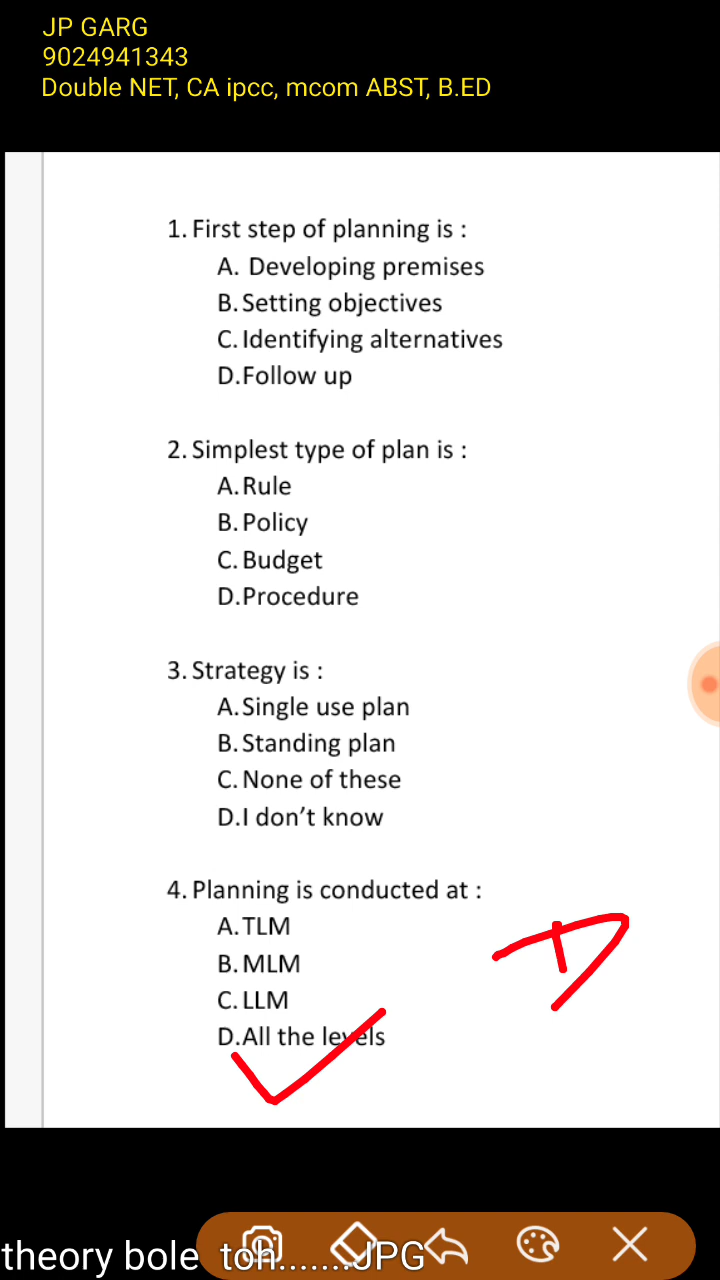 JP GARG
9024941343
Double NET, CA ipcc, mcom ABST, B.ED
1. First step of planning is :
A. Developing premises
B. Setting objectives
C. Identifying alternatives
D.Follow up
2. Simplest type of plan is :
A. Rule
B. Policy
C. Budget
D.Procedure
3. Strategy is :
A. Single use plan
B. Standing plan
C. None of these
D.I don’t know
4. Planning is conducted at :
A. TLM
B. MLM
C. LLM
D.All the levels
theory bole toh.......JPG